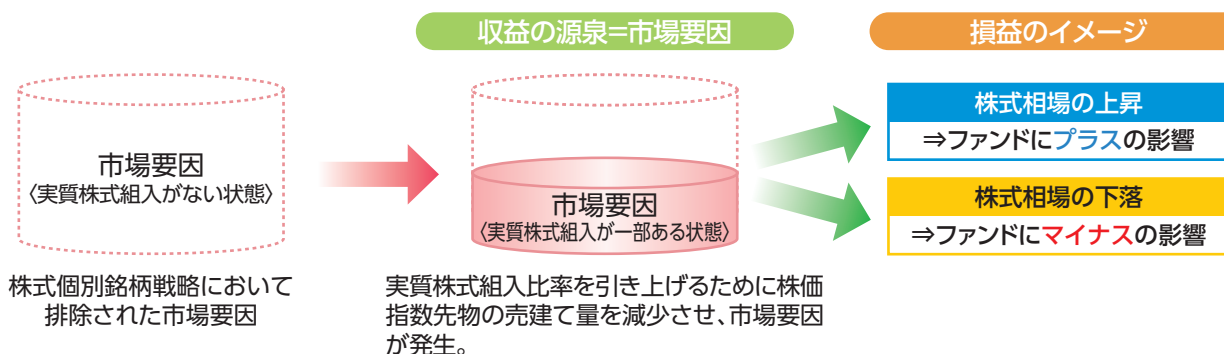 収益の源泉=市場要因
損益のイメージ
市場要因
〈実質株式組入がない状態〉
株式個別銘柄戦略において
排除された市場要因
市場要因
〈実質株式組入が一部ある状態〉
実質株式組入比率を引き上げるために株価
指数先物の売建て量を減少させ、市場要因
が発生。
株式相場の上昇
⇒ファンドにプラスの影響
株式相場の下落
⇒ファンドにマイナスの影響